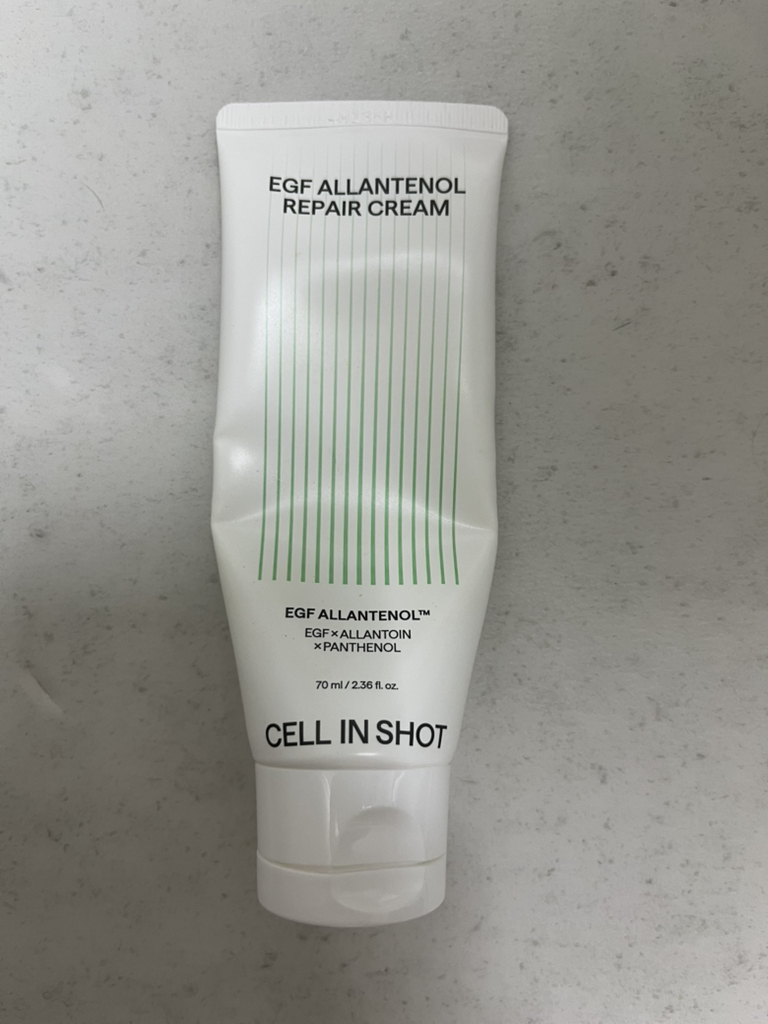 EGF ALLANTENOL
REPAIR CREAM
EGF ALLANTENOL™
EGF×ALLANTOIN
×PANTHENOL
70 ml / 2.36 fl. oz.
CELL IN SHOT